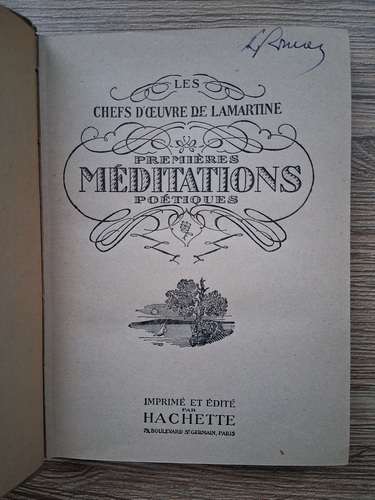 LES
CHEFS D'ŒUVRE DE LAMARTINE
PREMIÈRES
MÉDITATIONS
POÉTIQUES
IMPRIMÉ ET ÉDITÉ
PAR
HACHETTE
79, BOULEVARD ST GERMAIN, PARIS